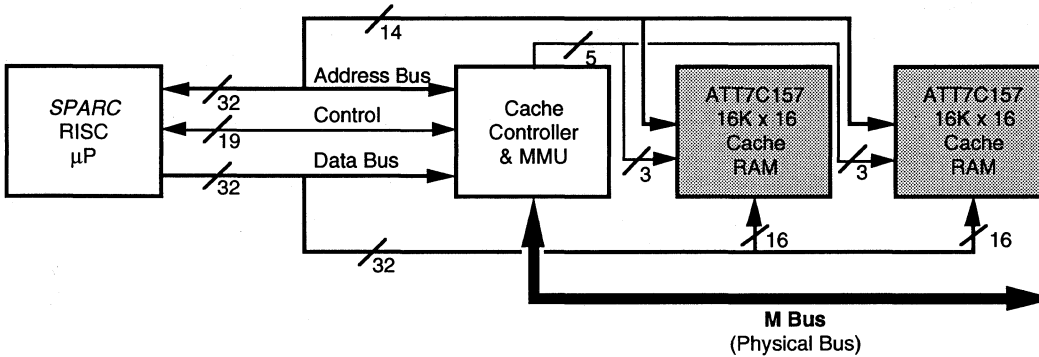 14
5
Address Bus
32
Control
19
Data Bus
32
SPARC
RISC
µP
Cache
Controller
& MMU
ATT7C157
16K x 16
Cache
RAM
3
ATT7C157
16K x 16
Cache
RAM
3
32
16
16
M Bus
(Physical Bus)